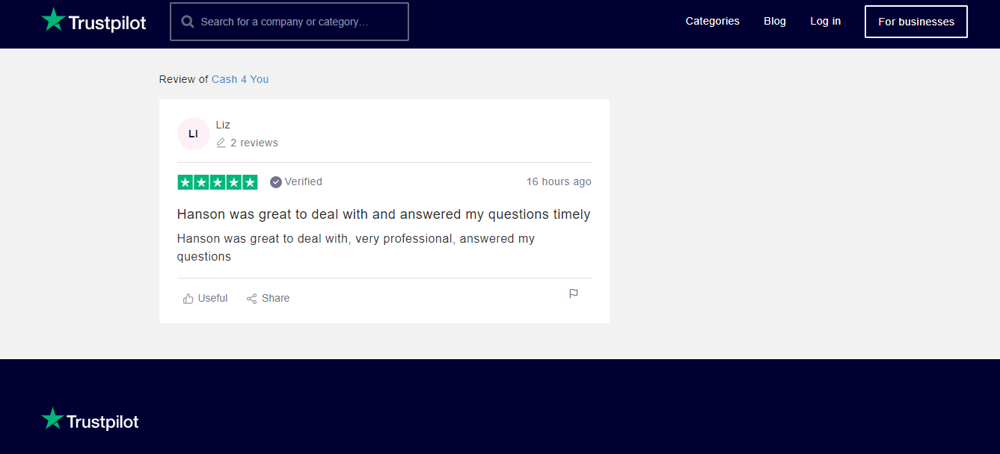 Trustpilot
Search for a company or category…
Categories
Blog
Log in
For businesses
Review of Cash 4 You
LI
Liz
2 reviews
Verified
16 hours ago
Hanson was great to deal with and answered my questions timely
Hanson was great to deal with, very professional, answered my
questions
Useful
Share
Trustpilot